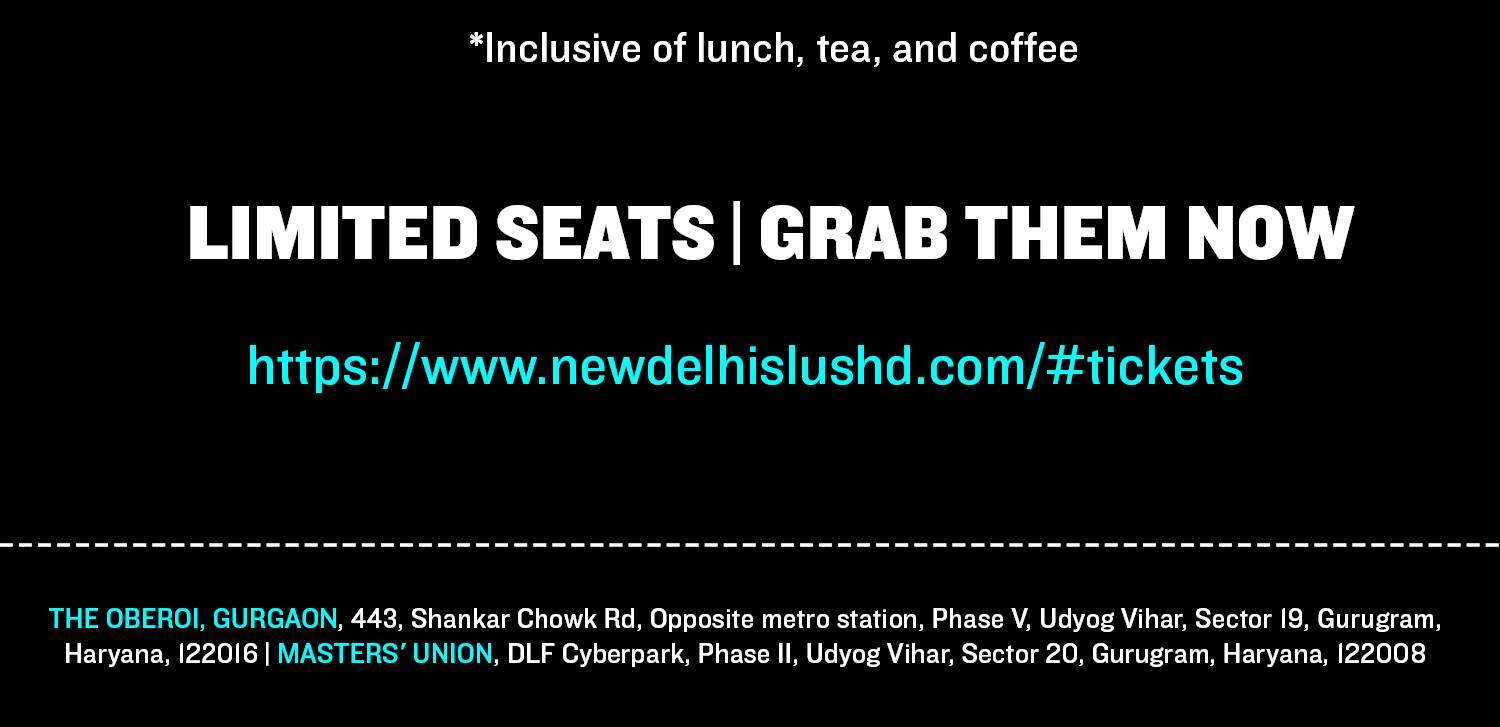 *Inclusive of lunch, tea, and coffee
LIMITED SEATS | GRAB THEM NOW
https://www.newdelhislushd.com/#tickets
THE OBEROI, GURGAON, 443, Shankar Chowk Rd, Opposite metro station, Phase V, Udyog Vihar, Sector 19, Gurugram,
Haryana, 122016 | MASTERS’ UNION, DLF Cyberpark, Phase II, Udyog Vihar, Sector 20, Gurugram, Haryana, 122008